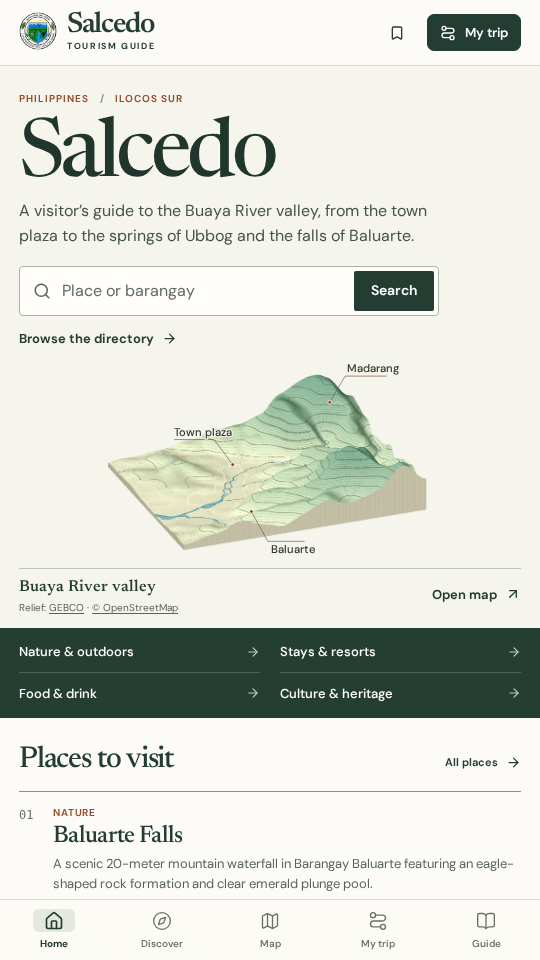 Salcedo
TOURISM GUIDE
My trip
PHILIPPINES / ILOCOS SUR
Salcedo
A visitor’s guide to the Buaya River valley, from the town
plaza to the springs of Ubbog and the falls of Baluarte.
Place or barangay
Search
Browse the directory
Madarang
Town plaza
Baluarte
Buaya River valley
Relief: GEBCO · © OpenStreetMap
Open map
Nature & outdoors
Stays & resorts
Food & drink
Culture & heritage
Places to visit
All places
01
NATURE
Baluarte Falls
A scenic 20-meter mountain waterfall in Barangay Baluarte featuring an eagle-
shaped rock formation and clear emerald plunge pool.
Home
Discover
Map
My trip
Guide